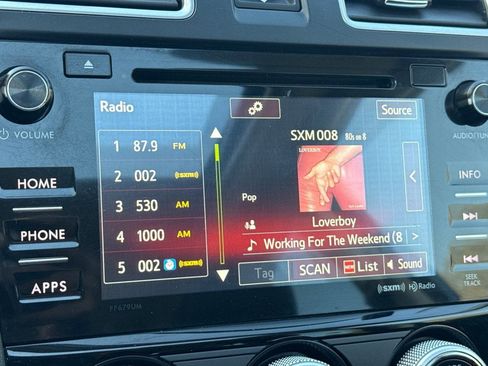 Radio
Source
VOLUME
AUDIO/TUNE
SXM 008 80s on 8
1 87.9 FM
2 002 ((sxm))
3 530 AM
4 1000 AM
5 002 ((sxm))
LOVERBOY
Pop
Loverboy
Working For The Weekend (8 >
Tag SCAN List Sound
HOME
PHONE
APPS
INFO
SEEK
TRACK
((sxm)) HD Radio
PF679UM